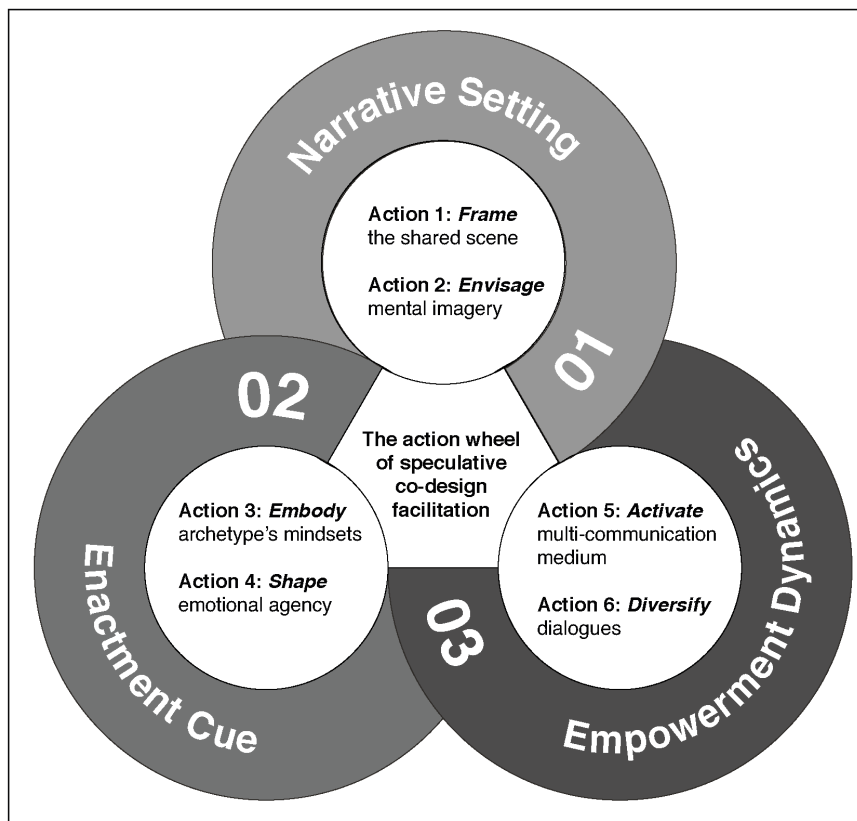 Narrative Setting
01
Action 1: Frame
the shared scene
Action 2: Envisage
mental imagery
02
Enactment Cue
Action 3: Embody
archetype's mindsets
Action 4: Shape
emotional agency
The action wheel
of speculative
co-design
facilitation
03
Empowerment Dynamics
Action 5: Activate
multi-communication
medium
Action 6: Diversify
dialogues